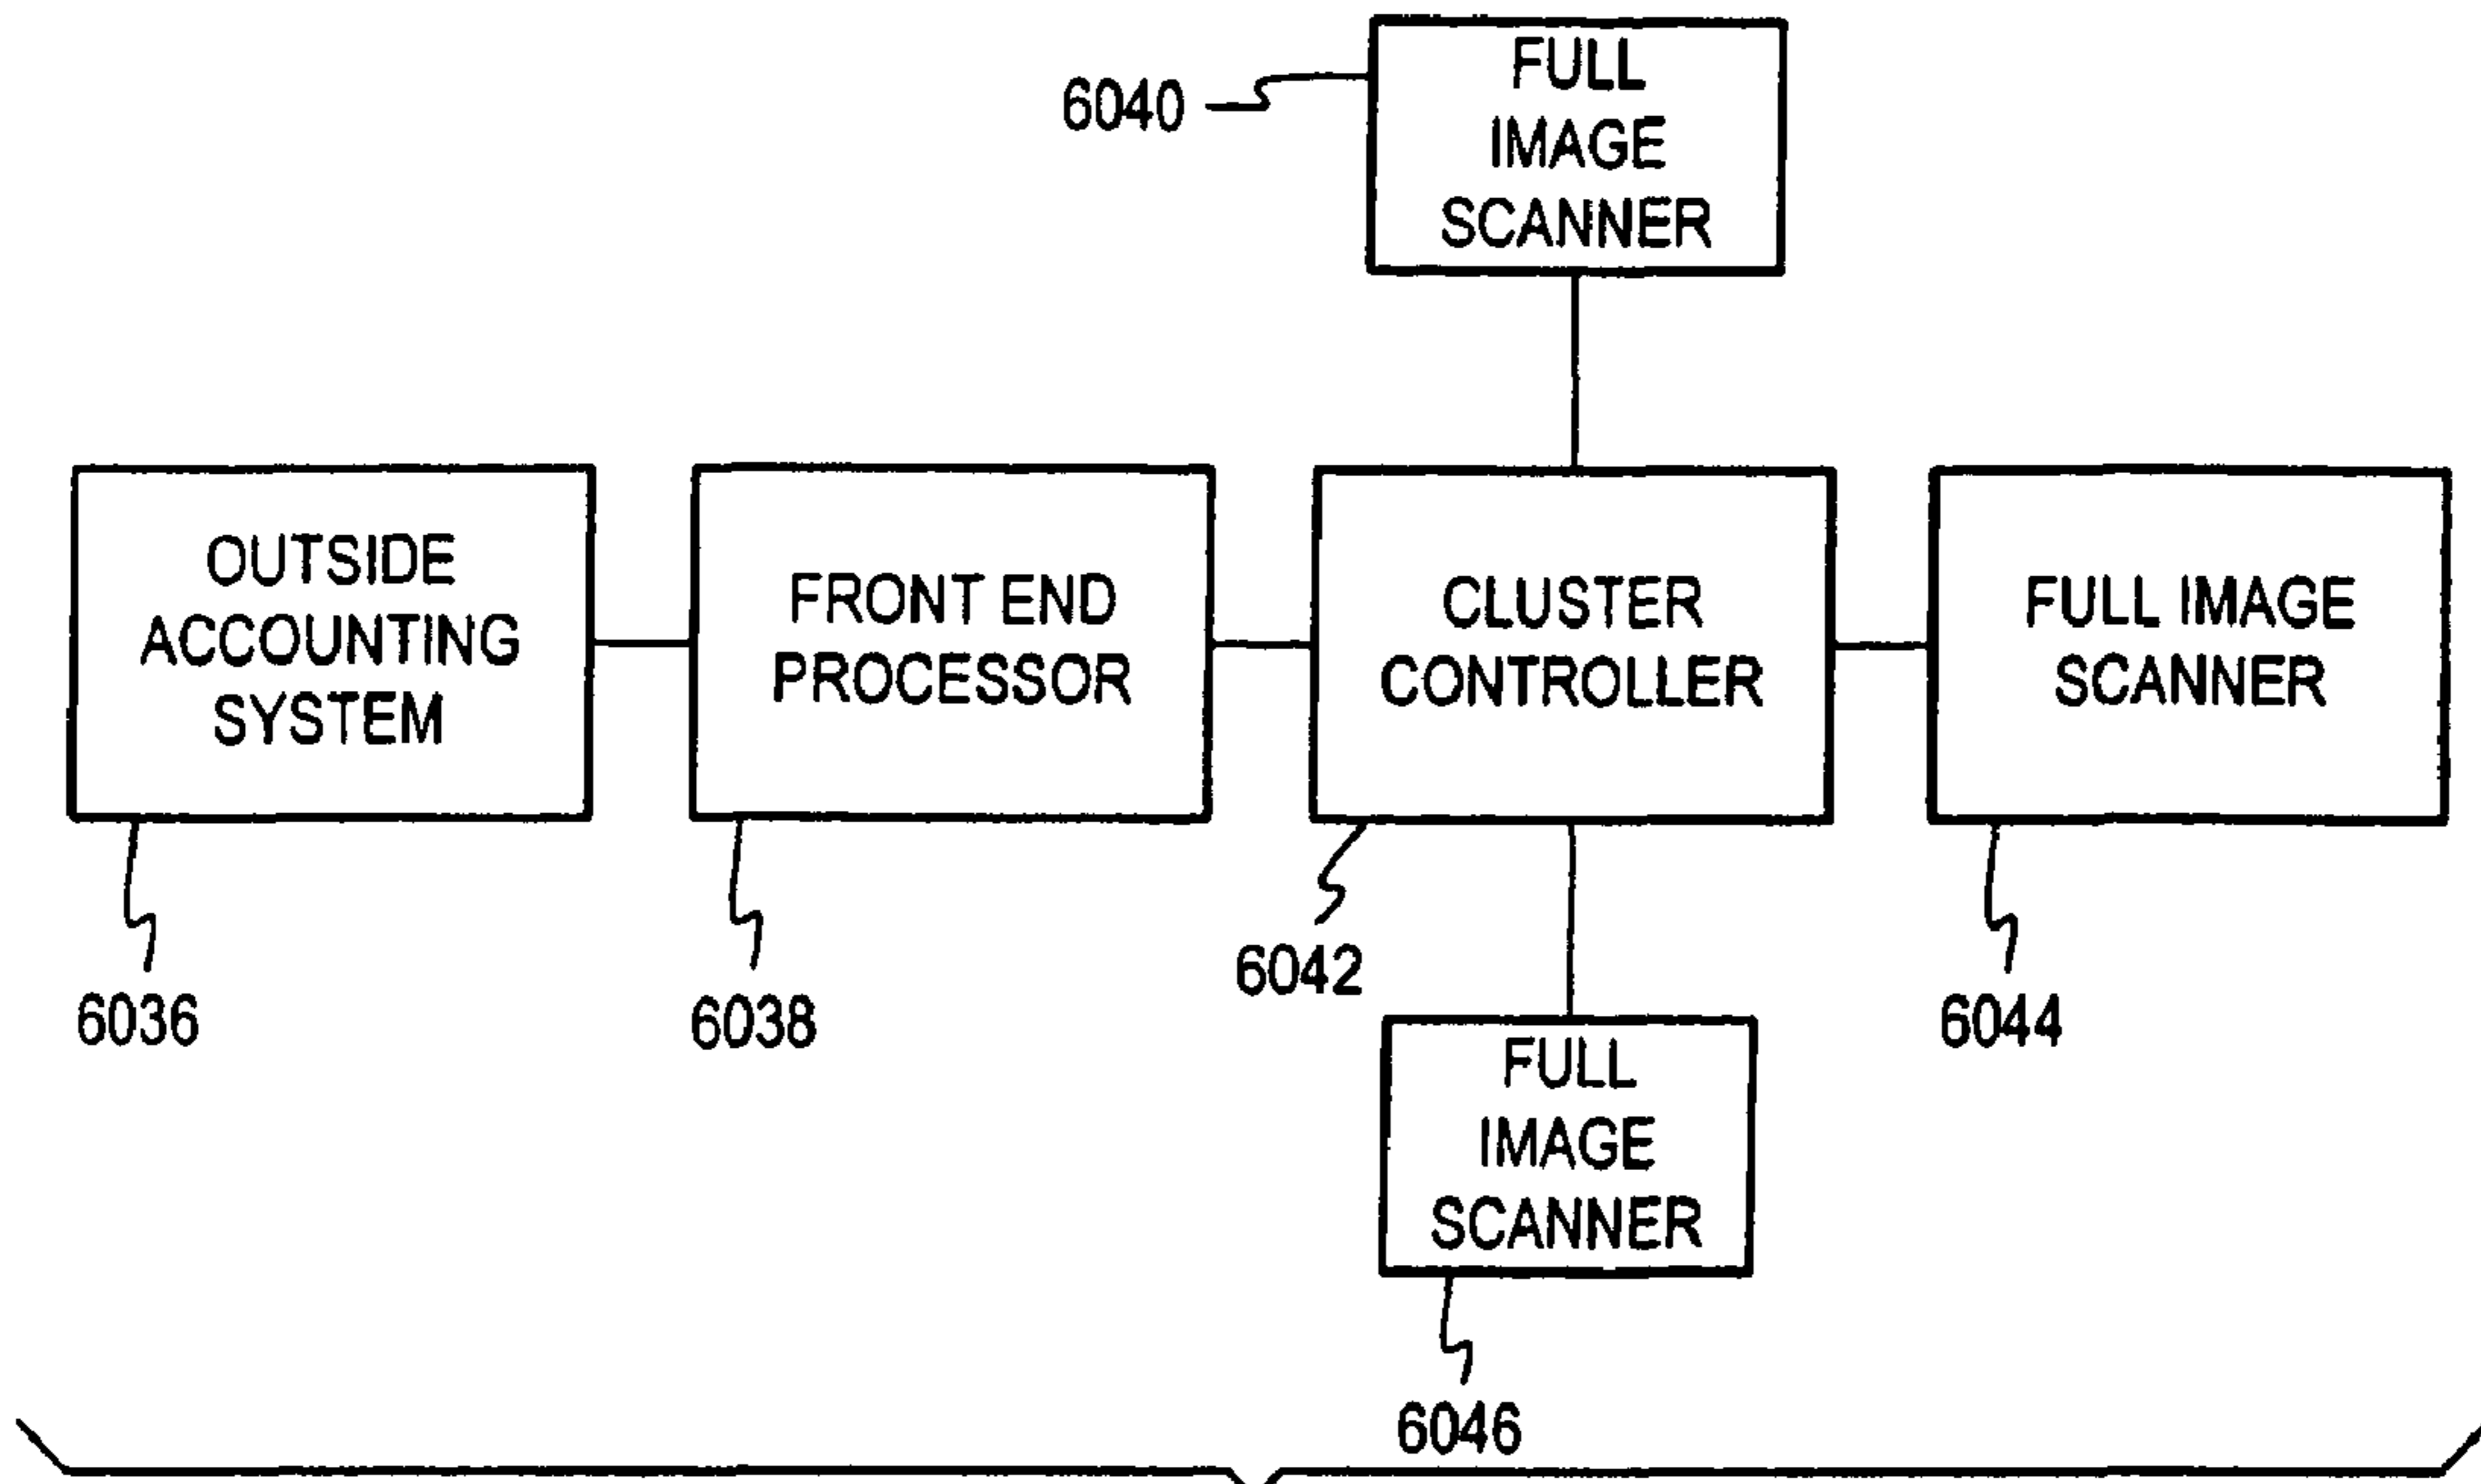 6040
FULL
IMAGE
SCANNER
OUTSIDE
ACCOUNTING
SYSTEM
FRONT END
PROCESSOR
CLUSTER
CONTROLLER
FULL IMAGE
SCANNER
6036
6038
6042
6044
FULL
IMAGE
SCANNER
6046